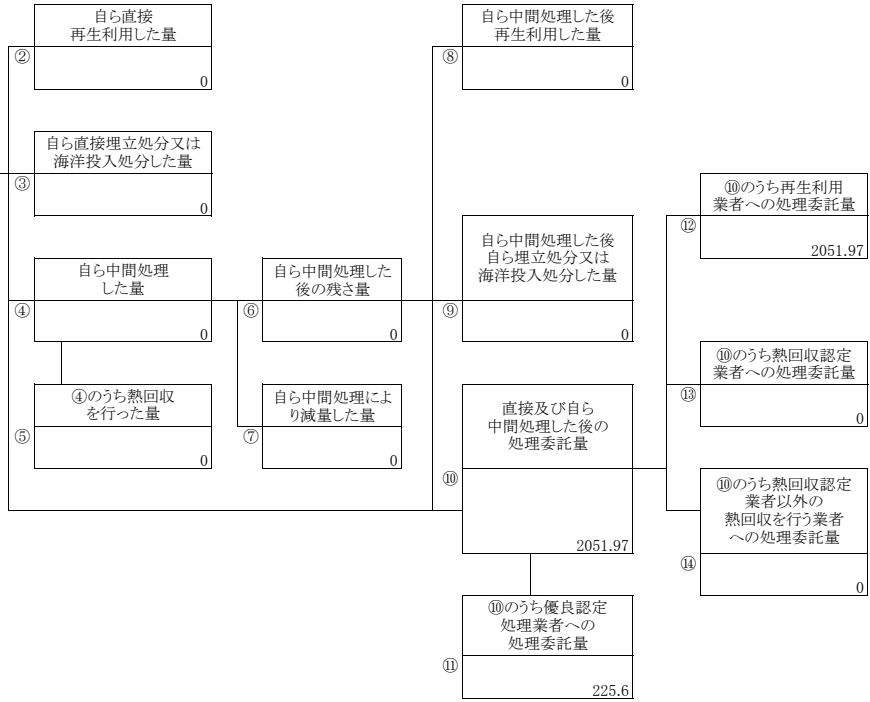 自ら直接
再生利用した量
②
0
自ら直接埋立処分又は
海洋投入処分した量
③
0
自ら中間処理
した量
④
0
④のうち熱回収
を行った量
⑤
0
自ら中間処理した
後の残さ量
⑥
0
自ら中間処理によ
り減量した量
⑦
0
自ら中間処理した後
再生利用した量
⑧
0
自ら中間処理した後
自ら埋立処分又は
海洋投入処分した量
⑨
0
直接及び自ら
中間処理した後の
処理委託量
⑩
2051.97
⑩のうち優良認定
処理業者への
処理委託量
⑪
225.6
⑩のうち再生利用
業者への処理委託量
⑫
2051.97
⑩のうち熱回収認定
業者への処理委託量
⑬
0
⑩のうち熱回収認定
業者以外の
熱回収を行う業者
への処理委託量
⑭
0